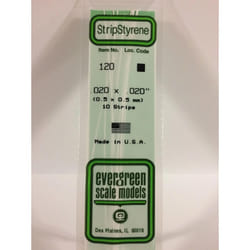 StripStyrene
Item No. Loc. Code
120
.020 x .020"
(0.5 x 0.5 mm)
10 Strips
Made in U.S.A.
evergreen
scale models
Des Plaines, IL 60018